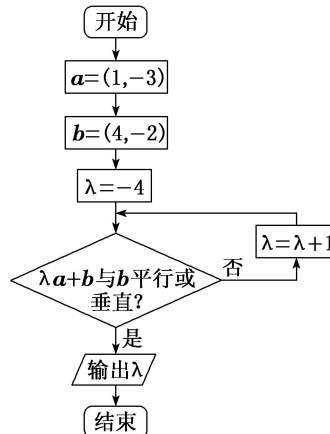 开始
a=(1,-3)
b=(4,-2)
λ=-4
λ=λ+1
λa+b与b平行或
垂直?
否
是
输出λ
结束